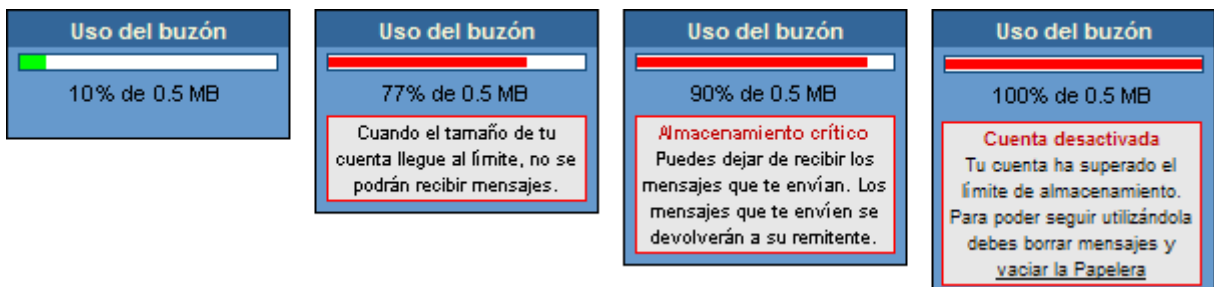 Uso del buzón
10% de 0.5 MB
Uso del buzón
77% de 0.5 MB
Cuando el tamaño de tu
cuenta llegue al límite, no se
podrán recibir mensajes.
Uso del buzón
90% de 0.5 MB
Almacenamiento crítico
Puedes dejar de recibir los
mensajes que te envían. Los
mensajes que te envíen se
devolverán a su remitente.
Uso del buzón
100% de 0.5 MB
Cuenta desactivada
Tu cuenta ha superado el
límite de almacenamiento.
Para poder seguir utilizándola
debes borrar mensajes y
vaciar la Papelera